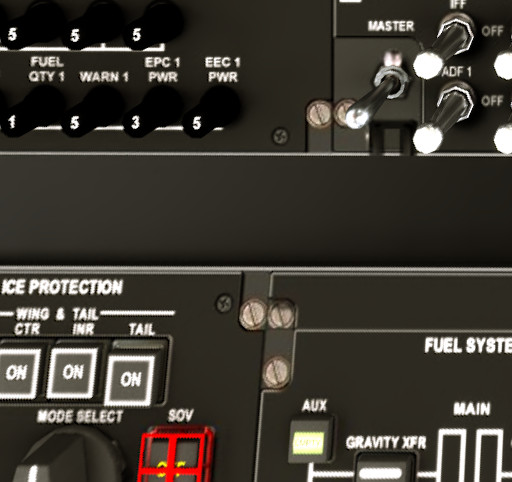 IFF
MASTER
OFF
5 5 5
FUEL QTY 1
WARN 1
EPC 1 PWR
EEC 1 PWR
ADF 1
OFF
5 3 5
ICE PROTECTION
WING & TAIL
CTR INR TAIL
ON ON ON
MODE SELECT
SOV
FUEL
AUX
MAIN
GRAVITY XFR